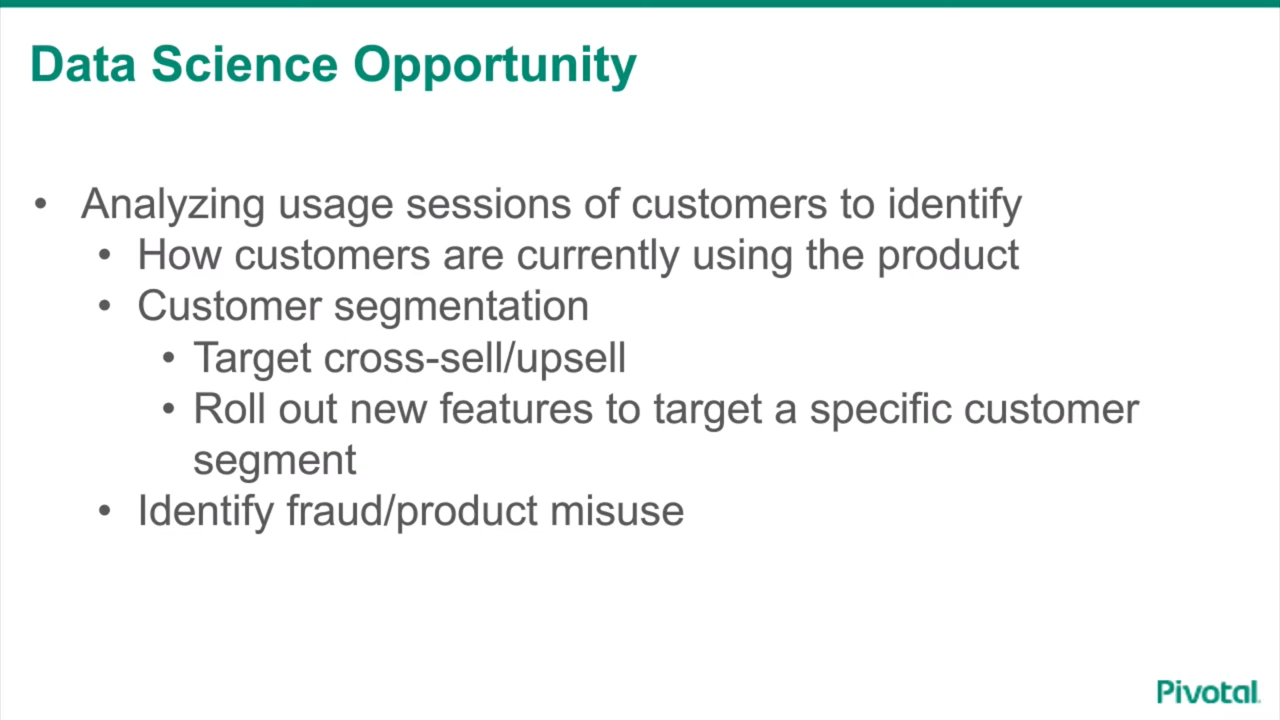 Data Science Opportunity
• Analyzing usage sessions of customers to identify
• How customers are currently using the product
• Customer segmentation
• Target cross-sell/upsell
• Roll out new features to target a specific customer
segment
• Identify fraud/product misuse
Pivotal